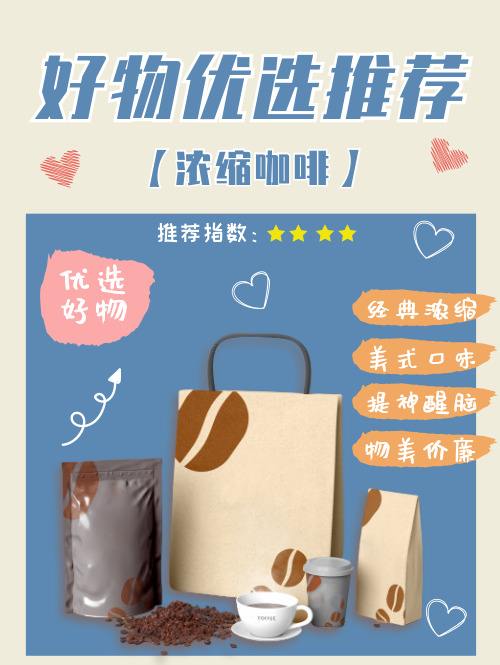 好物优选推荐
【浓缩咖啡】
推荐指数:
优选
好物
经典浓缩
美式口味
提神醒脑
物美价廉